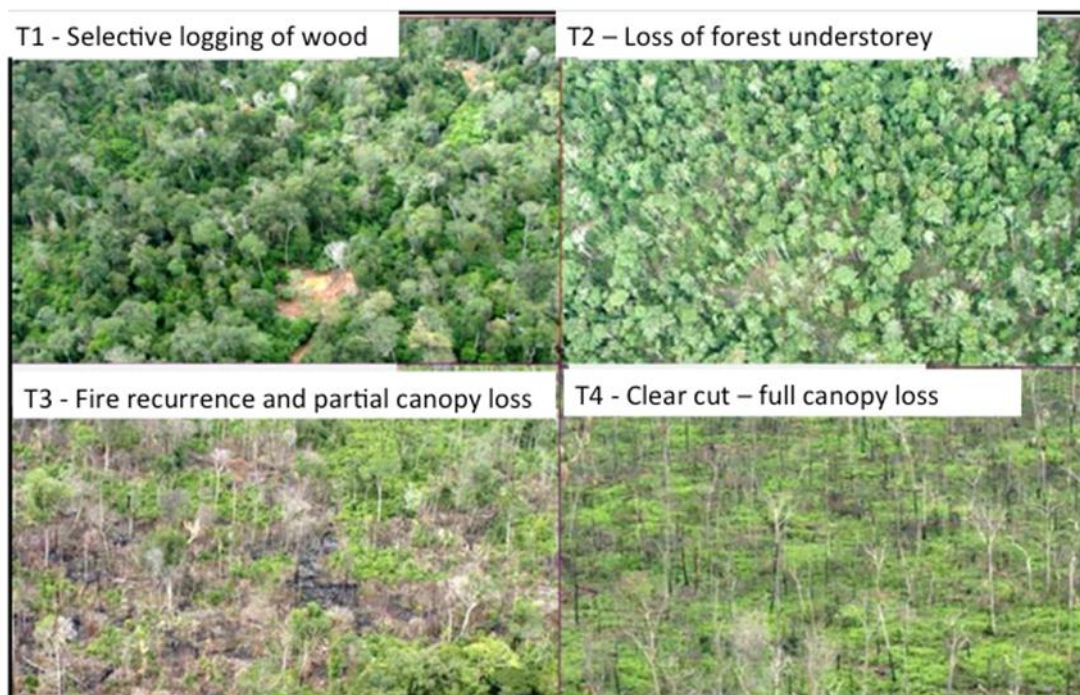 T1 - Selective logging of wood
T2 – Loss of forest understorey
T3 - Fire recurrence and partial canopy loss
T4 - Clear cut – full canopy loss